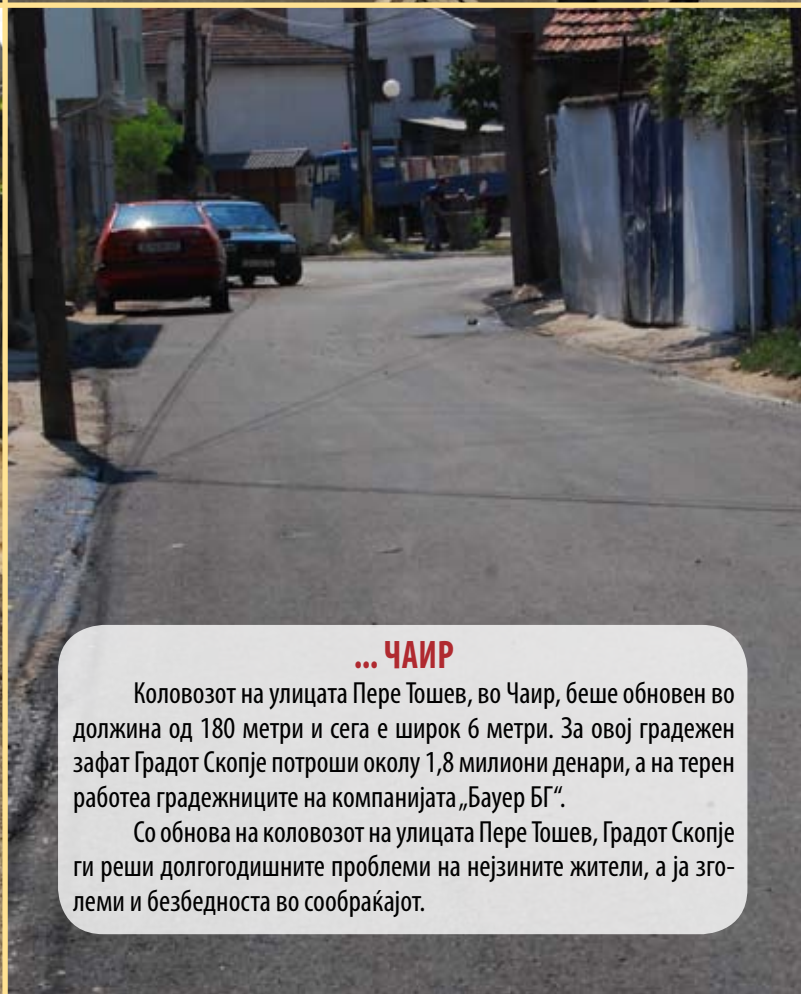 ... ЧАИР
Коловозот на улицата Пере Тошев, во Чаир, беше обновен во
должина од 180 метри и сега е широк 6 метри. За овој градежен
зафат Градот Скопје потроши околу 1,8 милиони денари, а на терен
работеа градежниците на компанијата „Бауер БГ“.
Со обнова на коловозот на улицата Пере Тошев, Градот Скопје
ги реши долгогодишните проблеми на нејзините жители, а ја зго-
леми и безбедноста во сообраќајот.